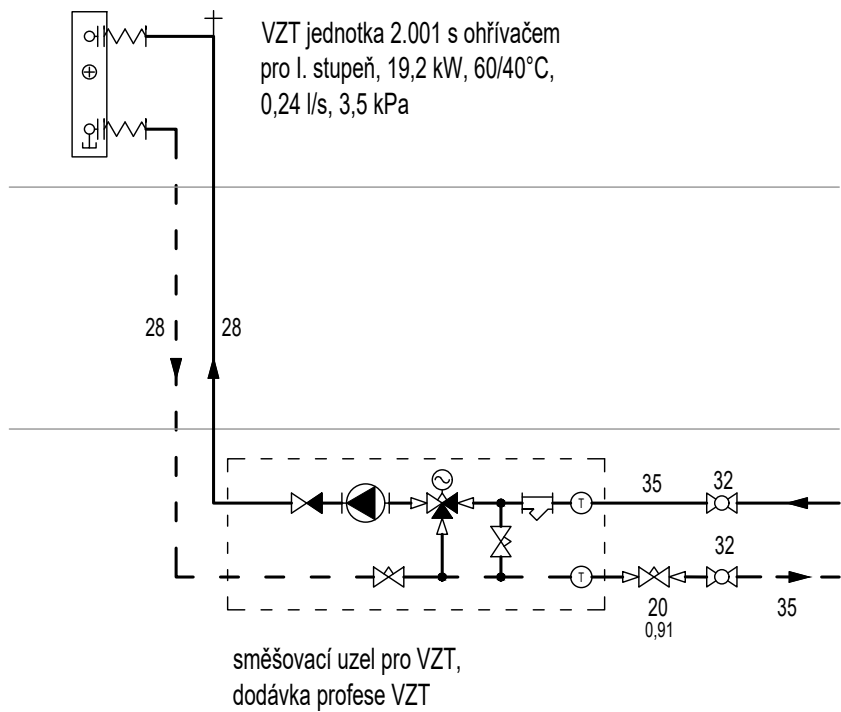 VZT jednotka 2.001 s ohřívačem
pro I. stupeň, 19,2 kW, 60/40°C,
0,24 l/s, 3,5 kPa
28
28
35
32
T
32
T
20
0,91
35
směšovací uzel pro VZT,
dodávka profese VZT